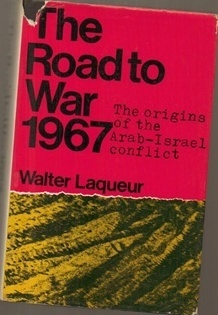 The
Road to
War
1967
The origins
of the
Arab-Israel
conflict
Walter Laqueur